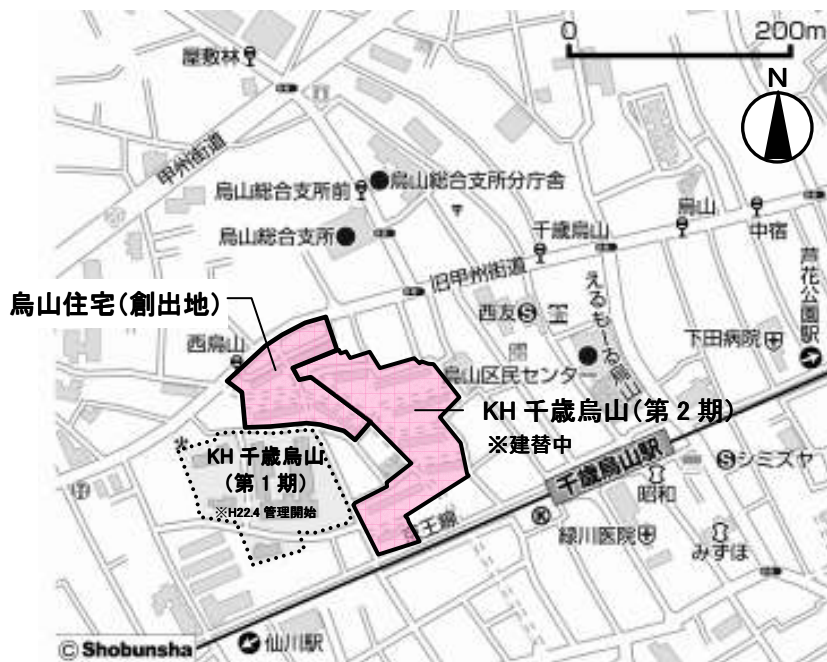 0 200m
屋敷林
N
甲州街道
烏山総合支所前
烏山総合支所分庁舎
烏山総合支所
千歳烏山
烏山
中宿
旧甲州街道
芦花公園駅
烏山住宅（創出地）
西烏山
西友
えるもーる烏山
下田病院
烏山区民センター
KH 千歳烏山（第２期）
※建替中
KH 千歳烏山
（第１期）
※H22.4 管理開始
千歳烏山駅
シミズヤ
昭和
京王線
緑川医院
みずほ
仙川駅
© Shobunsha